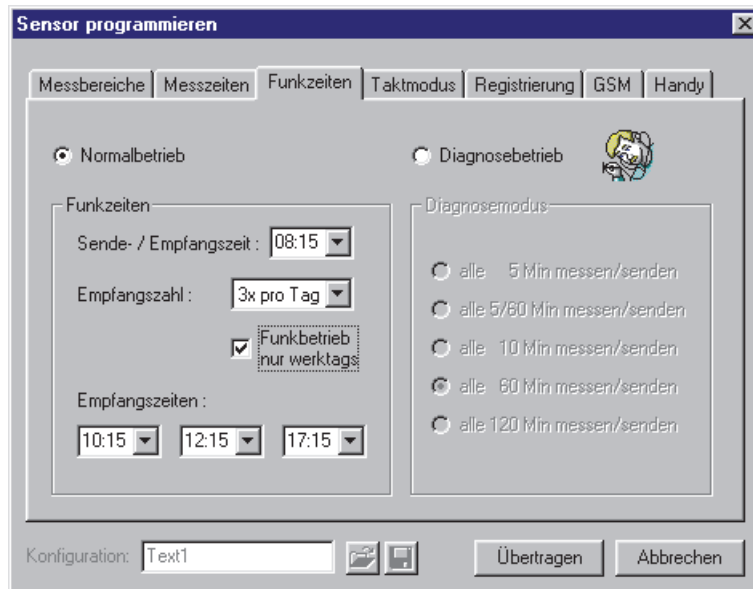 Sensor programmieren
Messbereiche Messzeiten Funkzeiten Taktmodus Registrierung GSM Handy
Normalbetrieb
Diagnosebetrieb
Funkzeiten
Sende- / Empfangszeit : 08:15
Empfangszahl : 3x pro Tag
Funkbetrieb
nur werktags
Empfangszeiten :
10:15 12:15 17:15
Diagnosemodus
alle 5 Min messen/senden
alle 5/60 Min messen/senden
alle 10 Min messen/senden
alle 60 Min messen/senden
alle 120 Min messen/senden
Konfiguration: Text1
Übertragen Abbrechen